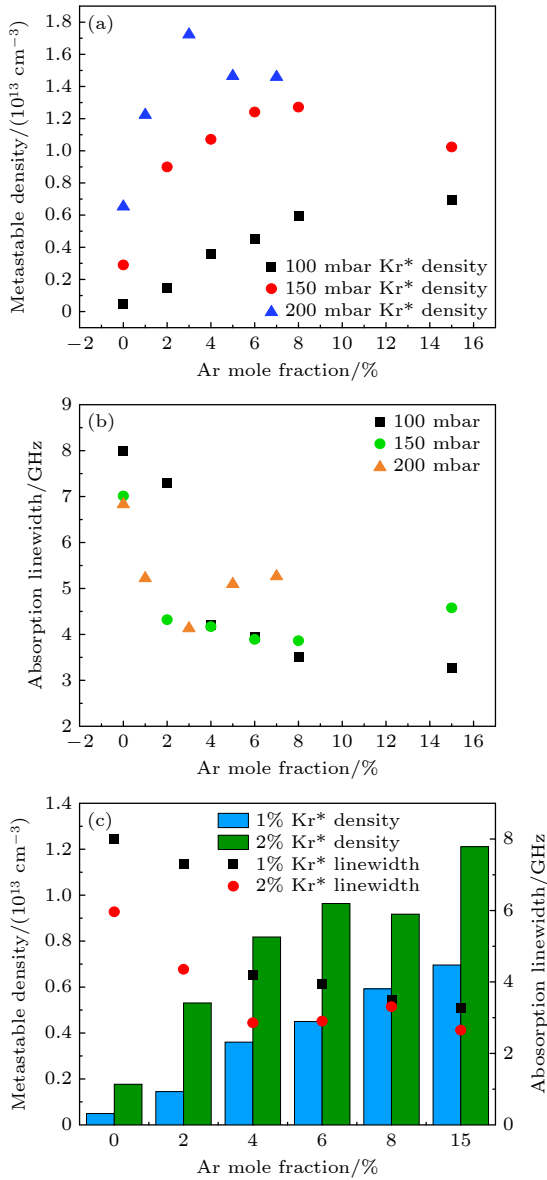 (a)
Metastable density/(10¹³ cm⁻³)
1.8
1.6
1.4
1.2
1.0
0.8
0.6
0.4
0.2
0
100 mbar Kr* density
150 mbar Kr* density
200 mbar Kr* density
−2 0 2 4 6 8 10 12 14 16
Ar mole fraction/%
(b)
Absorption linewidth/GHz
9
8
7
6
5
4
3
2
100 mbar
150 mbar
200 mbar
−2 0 2 4 6 8 10 12 14 16
Ar mole fraction/%
(c)
Metastable density/(10¹³ cm⁻³)
1.4
1.2
1.0
0.8
0.6
0.4
0.2
0
1% Kr* density
2% Kr* density
1% Kr* linewidth
2% Kr* linewidth
8
6
4
2
0
Abosorption linewidth/GHz
0 2 4 6 8 15
Ar mole fraction/%